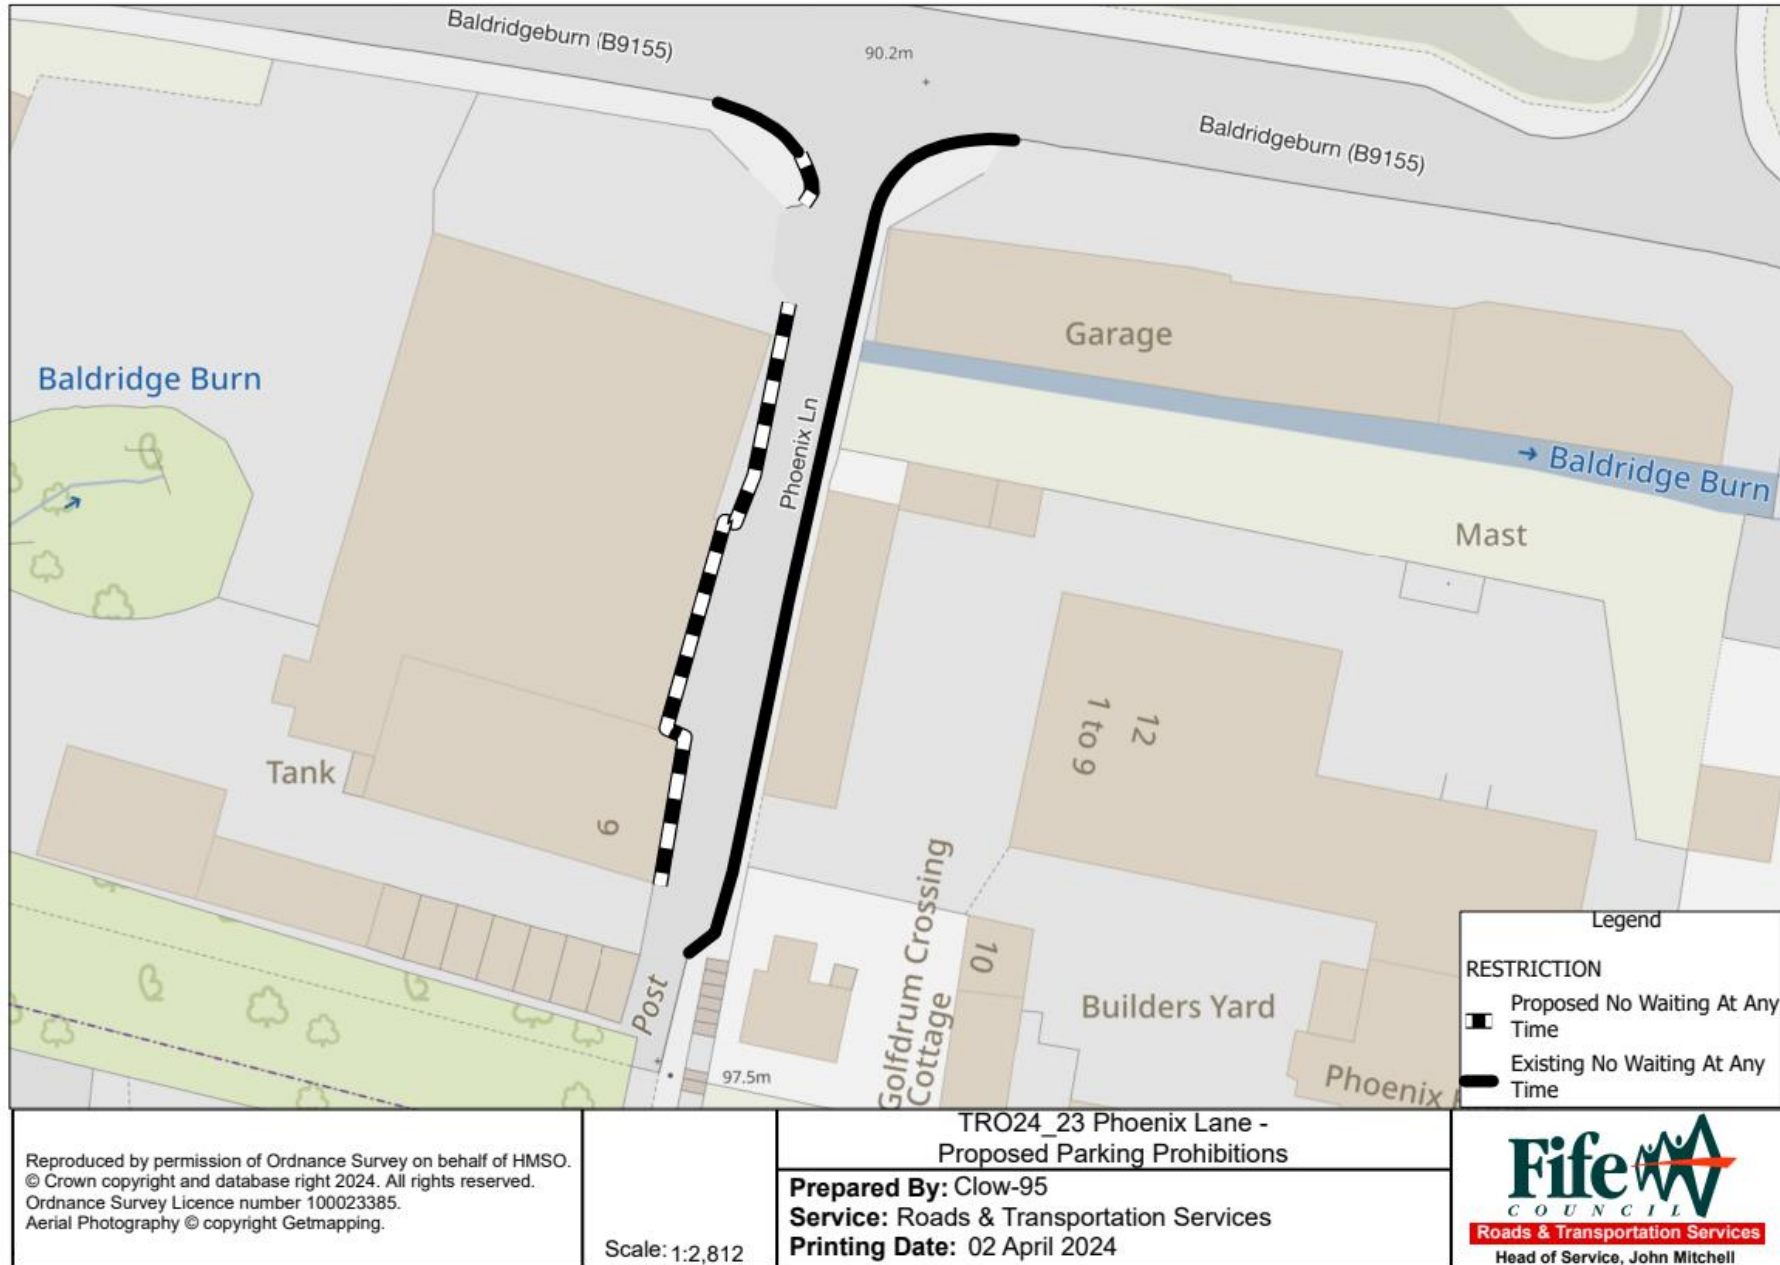 Baldridgeburn (B9155)
90.2m
Baldridgeburn (B9155)
Garage
Baldridge Burn
Phoenix Ln
Baldridge Burn
Mast
12
1 to 9
Tank
9
Golfdrum Crossing
Cottage
10
Post
Builders Yard
97.5m
Phoenix
Legend
RESTRICTION
Proposed No Waiting At Any
Time
Existing No Waiting At Any
Time
Reproduced by permission of Ordnance Survey on behalf of HMSO.
© Crown copyright and database right 2024. All rights reserved.
Ordnance Survey Licence number 100023385.
Aerial Photography © copyright Getmapping.
Scale: 1:2,812
TRO24_23 Phoenix Lane -
Proposed Parking Prohibitions
Prepared By: Clow-95
Service: Roads & Transportation Services
Printing Date: 02 April 2024
Fife
COUNCIL
Roads & Transportation Services
Head of Service, John Mitchell